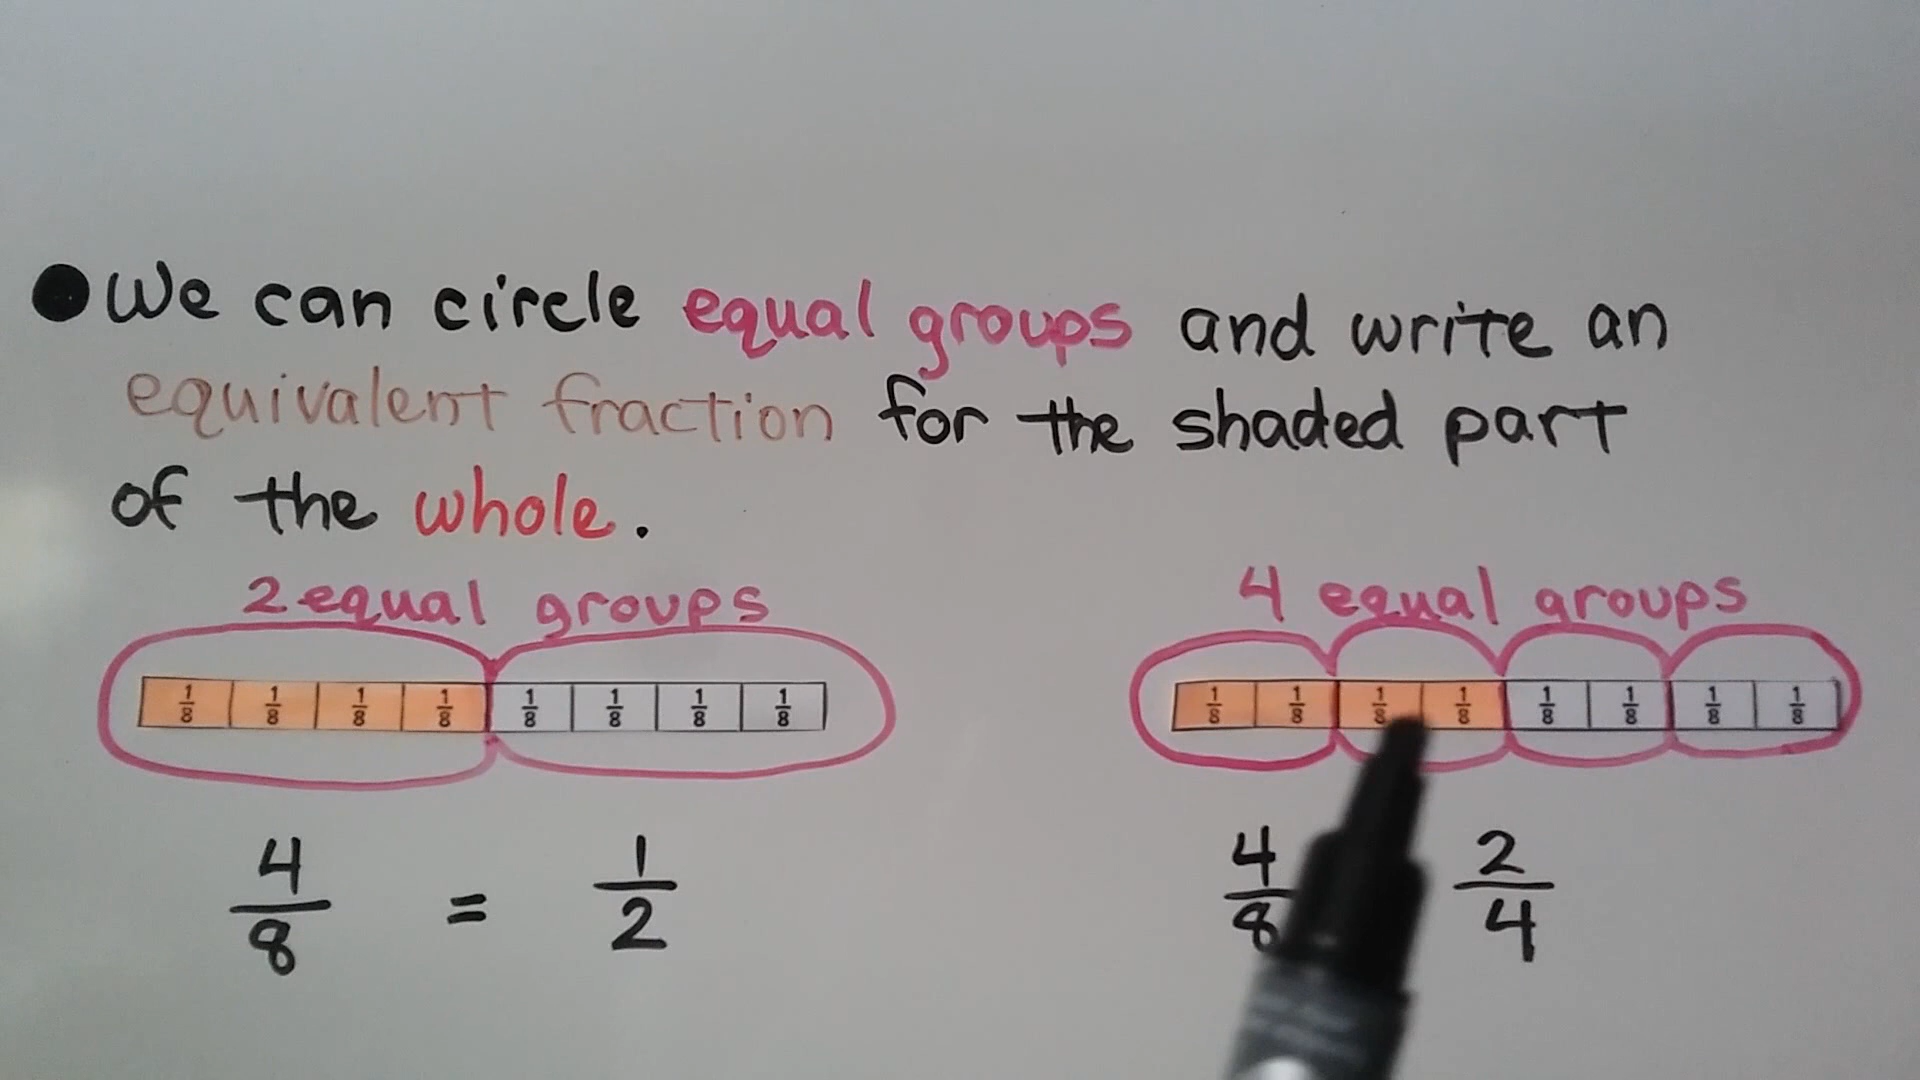 We can circle equal groups and write an
equivalent fraction for the shaded part
of the whole.
2 equal groups
1/8 1/8 1/8 1/8 1/8 1/8 1/8 1/8
4/8 = 1/2
4 equal groups
1/8 1/8 1/8 1/8 1/8 1/8 1/8 1/8
4/8 2/4